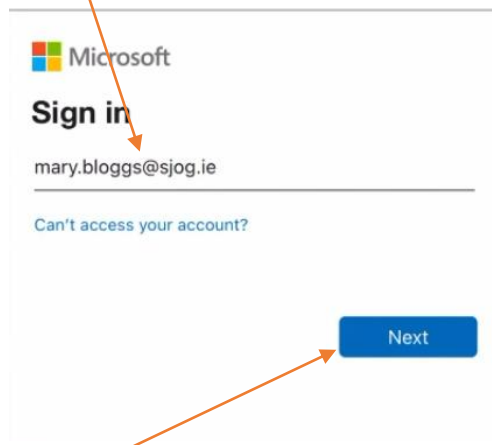 Microsoft
Sign in
mary.bloggs@sjog.ie
Can't access your account?
Next